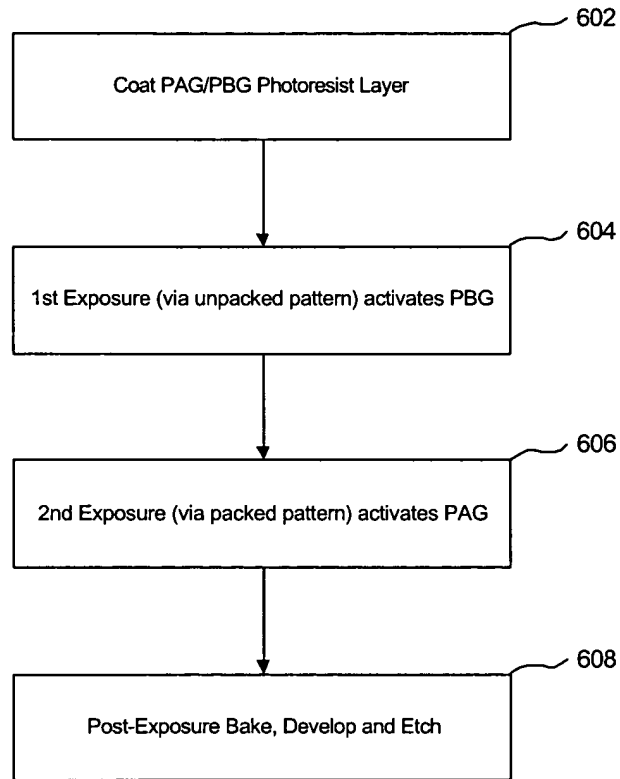 602
Coat PAG/PBG Photoresist Layer
604
1st Exposure (via unpacked pattern) activates PBG
606
2nd Exposure (via packed pattern) activates PAG
608
Post-Exposure Bake, Develop and Etch